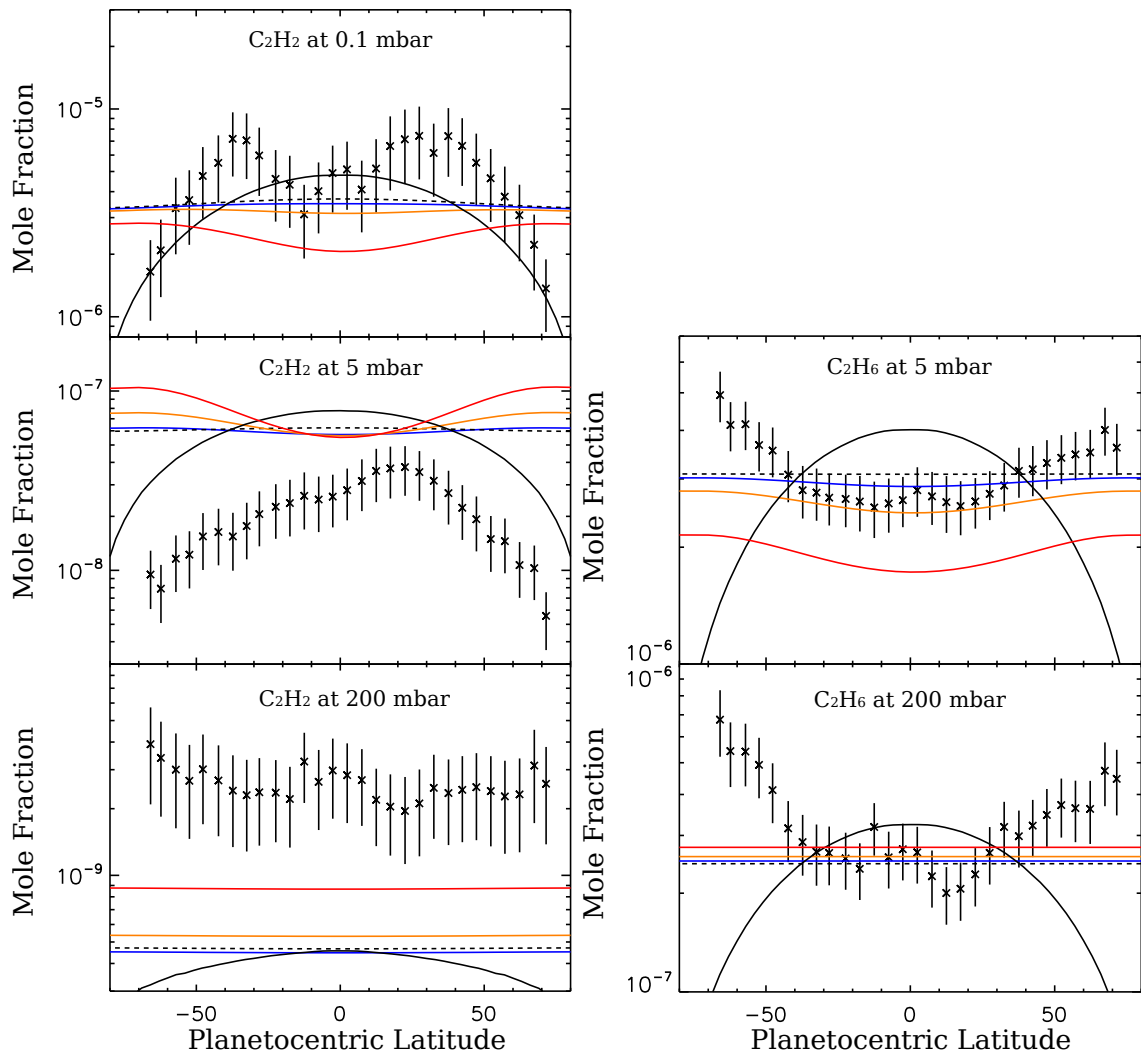 C₂H₂ at 0.1 mbar
Mole Fraction
10⁻⁵
10⁻⁶
C₂H₂ at 5 mbar
Mole Fraction
10⁻⁷
10⁻⁸
C₂H₆ at 5 mbar
Mole Fraction
10⁻⁶
C₂H₂ at 200 mbar
Mole Fraction
10⁻⁹
−50 0 50
Planetocentric Latitude
C₂H₆ at 200 mbar
Mole Fraction
10⁻⁶
10⁻⁷
−50 0 50
Planetocentric Latitude